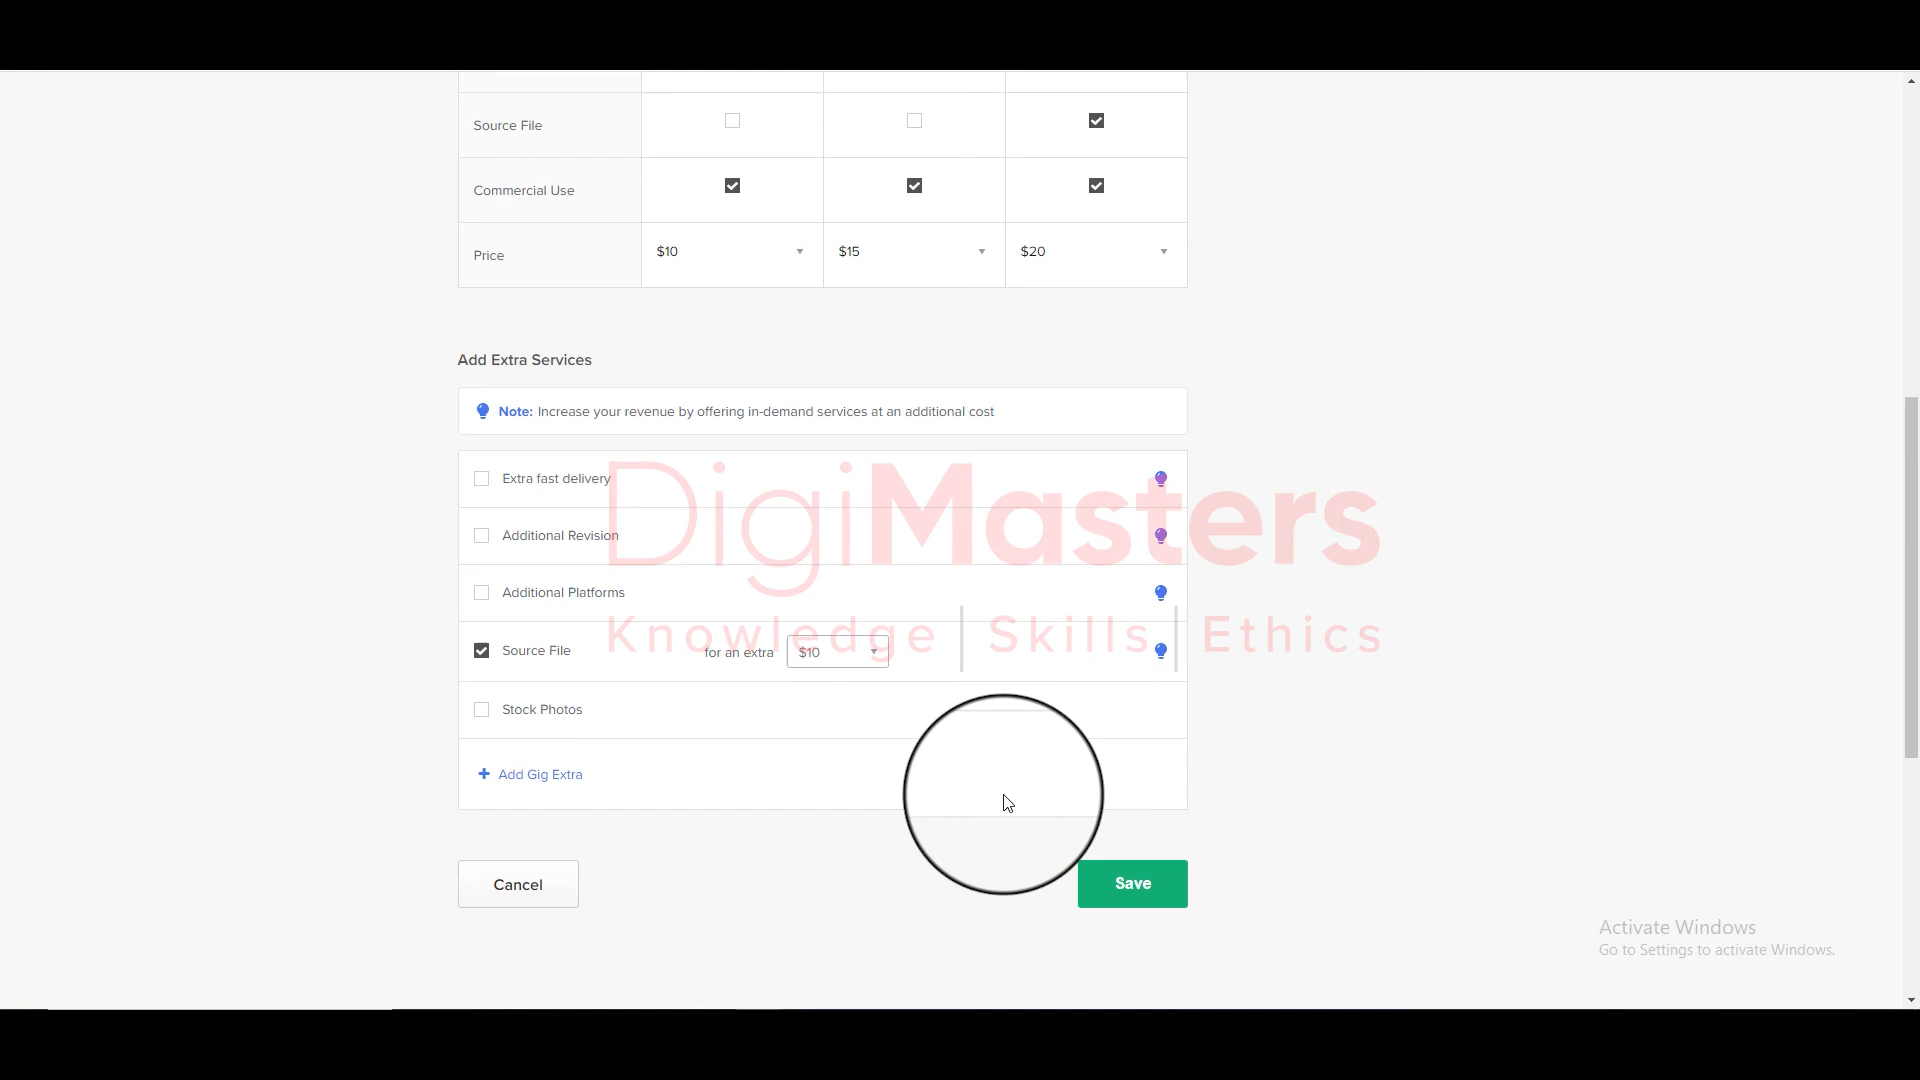 Source File
Commercial Use
Price $10 $15 $20
Add Extra Services
Note: Increase your revenue by offering in-demand services at an additional cost
Extra fast delivery
Additional Revision
DigiMasters
Additional Platforms
Knowledge | Skills | Ethics
Source File for an extra $10
Stock Photos
+ Add Gig Extra
Cancel Save
Activate Windows
Go to Settings to activate Windows.